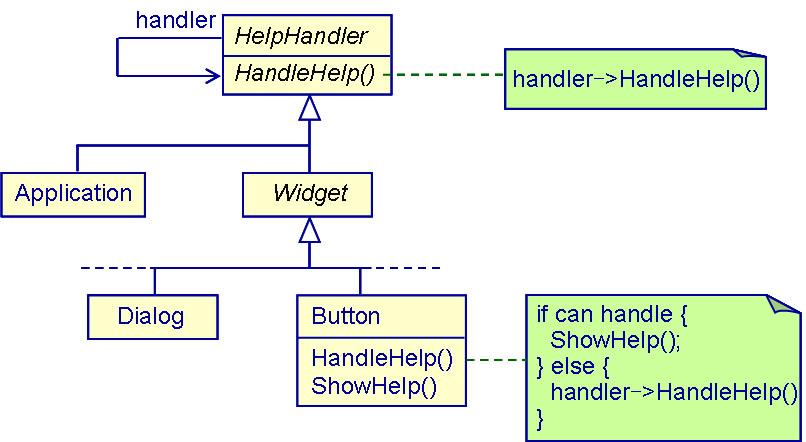 handler
HelpHandler
HandleHelp()
handler->HandleHelp()
Application
Widget
Dialog
Button
HandleHelp()
ShowHelp()
if can handle {
ShowHelp();
} else {
handler->HandleHelp()
}